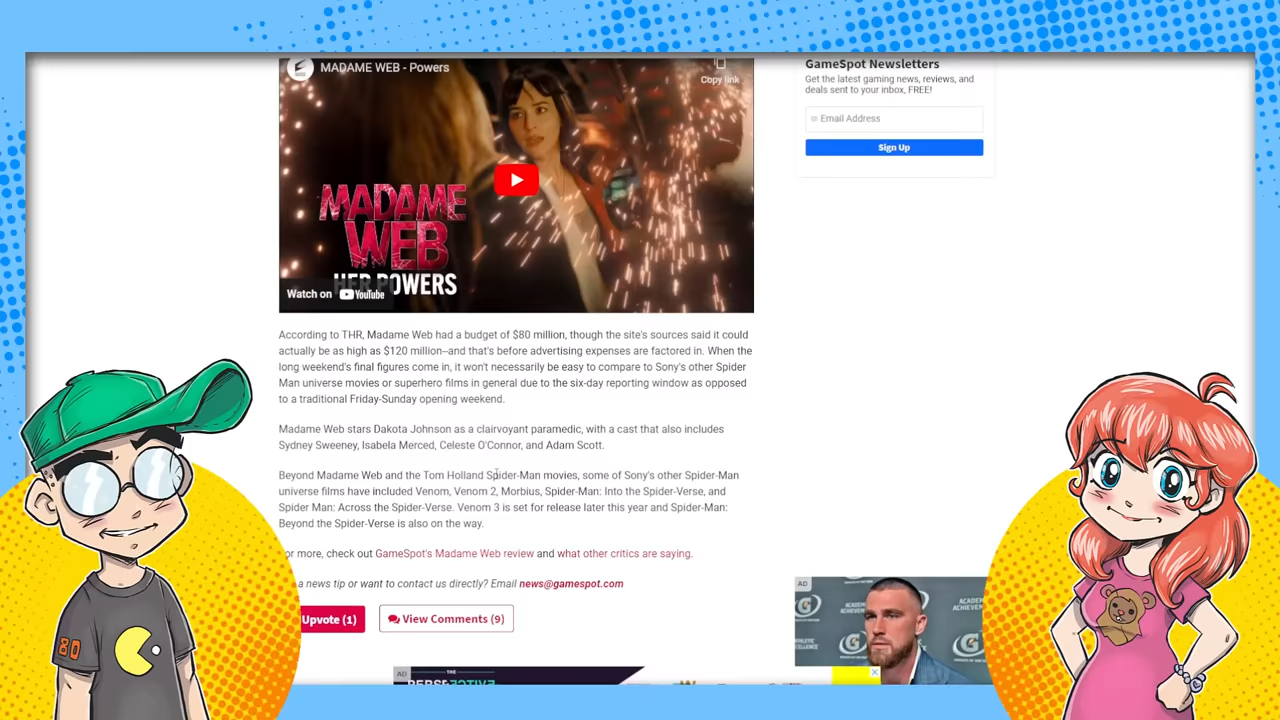 MADAME WEB - Powers
Copy link
MADAME
WEB
HER POWERS
Watch on YouTube
GameSpot Newsletters
Get the latest gaming news, reviews, and
deals sent to your inbox, FREE!
Email Address
Sign Up
According to THR, Madame Web had a budget of $80 million, though the site's sources said it could
actually be as high as $120 million--and that's before advertising expenses are factored in. When the
long weekend's final figures come in, it won't necessarily be easy to compare to Sony's other Spider
Man universe movies or superhero films in general due to the six-day reporting window as opposed
to a traditional Friday-Sunday opening weekend.
Madame Web stars Dakota Johnson as a clairvoyant paramedic, with a cast that also includes
Sydney Sweeney, Isabela Merced, Celeste O'Connor, and Adam Scott.
Beyond Madame Web and the Tom Holland Spider-Man movies, some of Sony's other Spider-Man
universe films have included Venom, Venom 2, Morbius, Spider-Man: Into the Spider-Verse, and
Spider Man: Across the Spider-Verse. Venom 3 is set for release later this year and Spider-Man:
Beyond the Spider-Verse is also on the way.
or more, check out GameSpot's Madame Web review and what other critics are saying.
a news tip or want to contact us directly? Email news@gamespot.com
Upvote (1)
View Comments (9)
AD
AD
THE
80